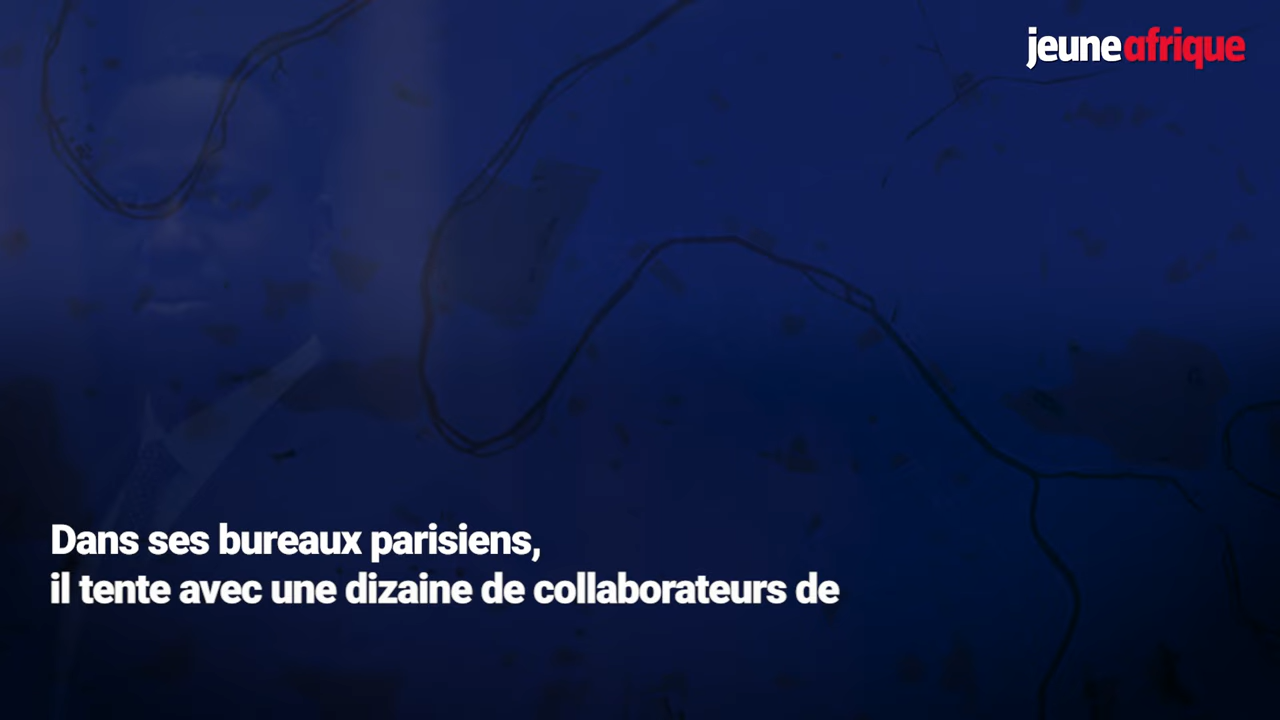 jeuneafrique
Dans ses bureaux parisiens,
il tente avec une dizaine de collaborateurs de